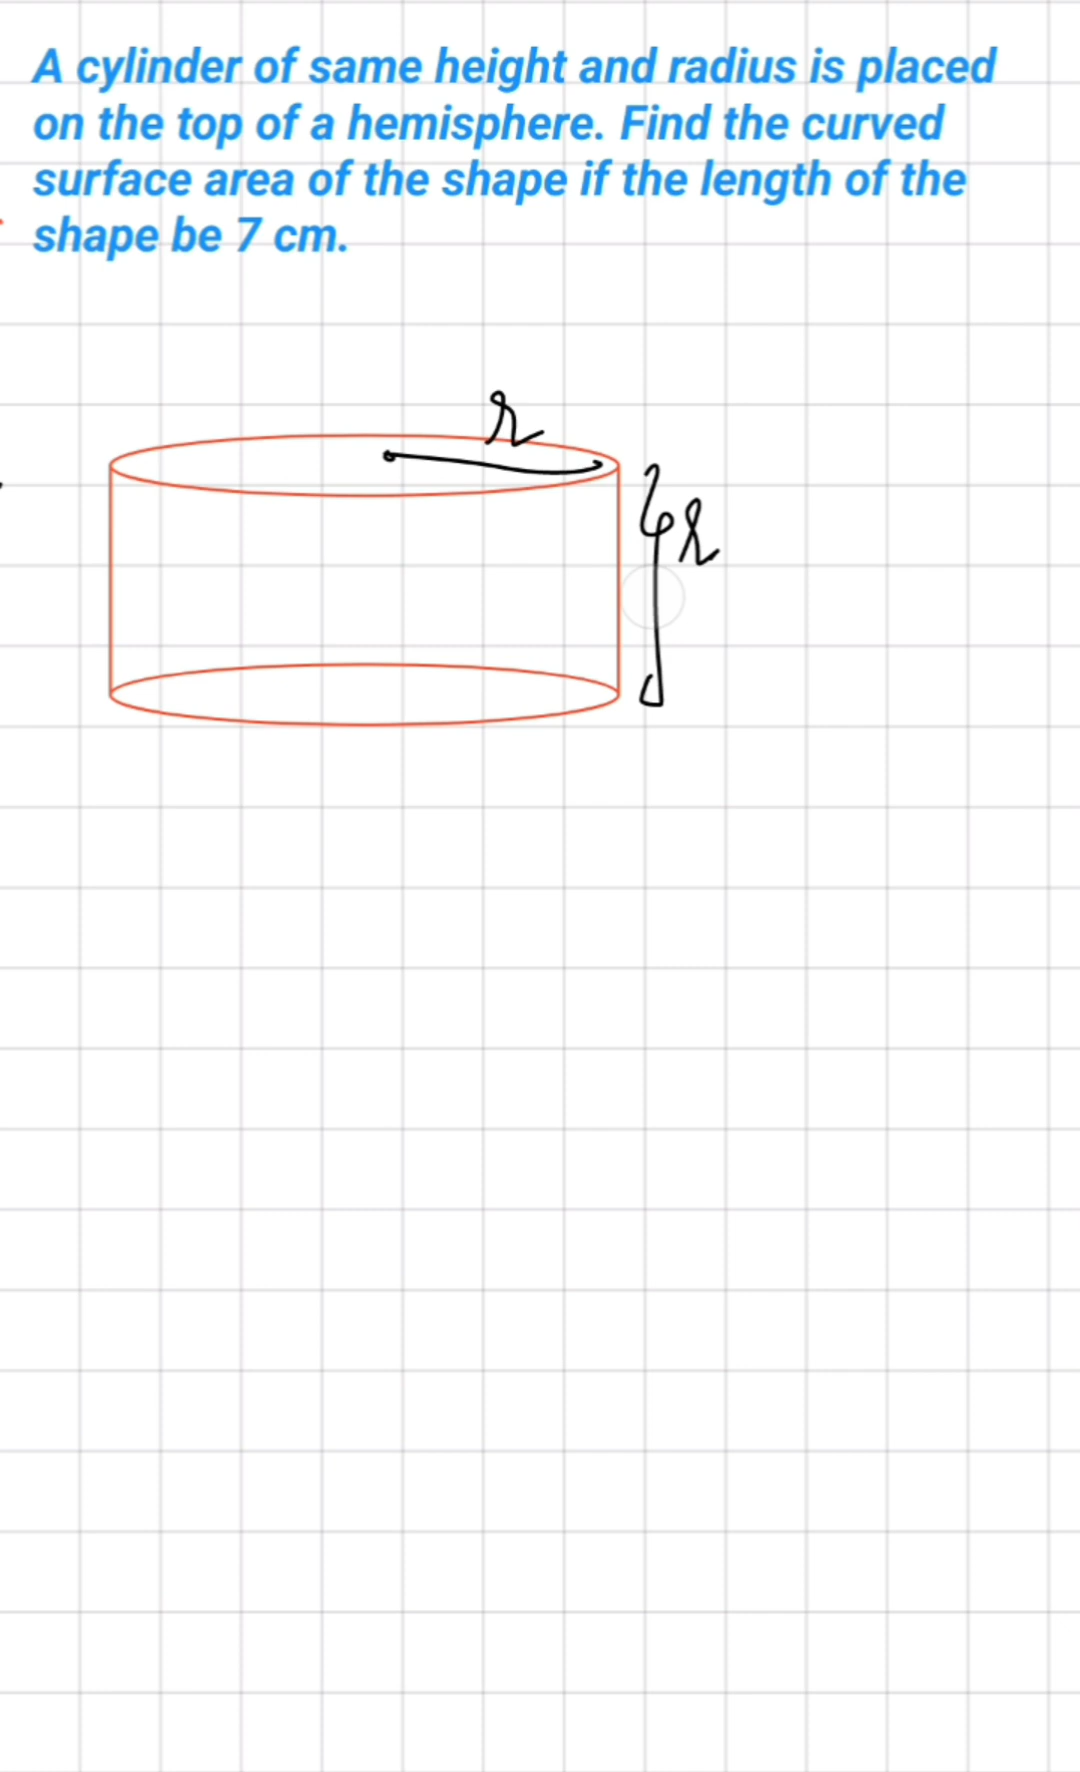 A cylinder of same height and radius is placed
on the top of a hemisphere. Find the curved
surface area of the shape if the length of the
shape be 7 cm.
r
r